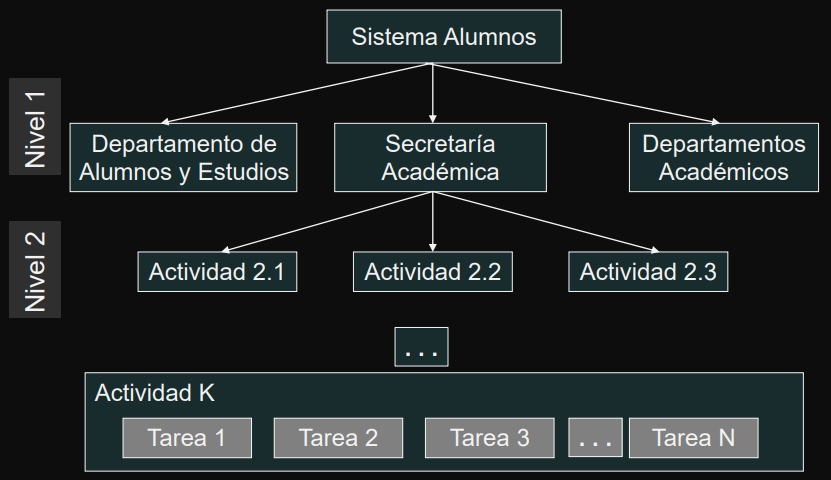 Sistema Alumnos
Nivel 1
Departamento de
Alumnos y Estudios
Secretaría
Académica
Departamentos
Académicos
Nivel 2
Actividad 2.1
Actividad 2.2
Actividad 2.3
...
Actividad K
Tarea 1
Tarea 2
Tarea 3
...
Tarea N